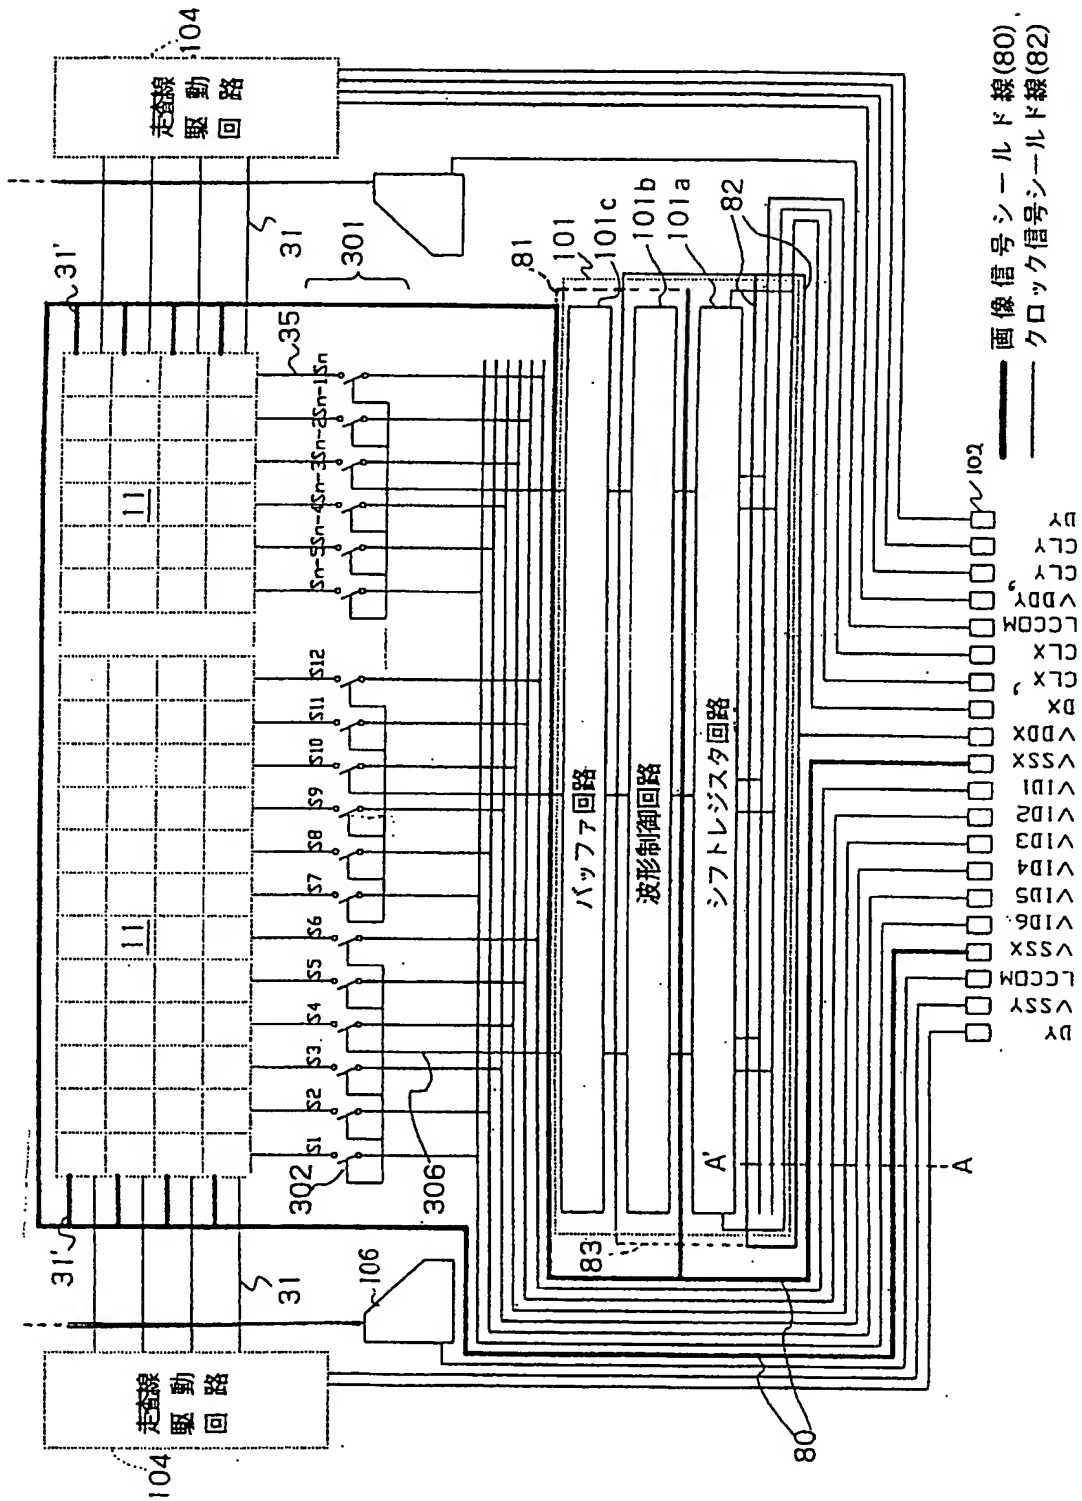 104
走査線
駆動
回路
31
31'
301
35
S1
S2
S3
S4
S5
S6
S7
S8
S9
S10
S11
S12
Sn-5
Sn-4
Sn-3
Sn-2
Sn-1
Sn
11
11
302
306
31'
31
106
走査線
駆動
回路
104
81
101
101c
101b
101a
82
バッファ回路
波形制御回路
シフトレジスタ回路
83
A'
A
80
画像信号シールド線(80)
クロック信号シールド線(82)
102
DY
CLY
CLY'
VDDY
LCCOM
CLX
CLX'
DX
VDDX
VSSX
VID1
VID2
VID3
VID4
VID5
VID6
VSSX
LCCOM
VSSY
DY